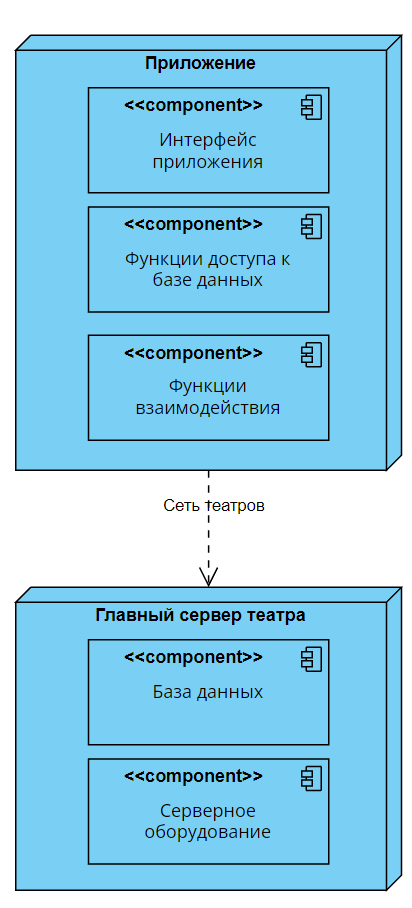 Приложение
<<component>>
Интерфейс
приложения
<<component>>
Функции доступа к
базе данных
<<component>>
Функции
взаимодействия
Сеть театров
Главный сервер театра
<<component>>
База данных
<<component>>
Серверное
оборудование